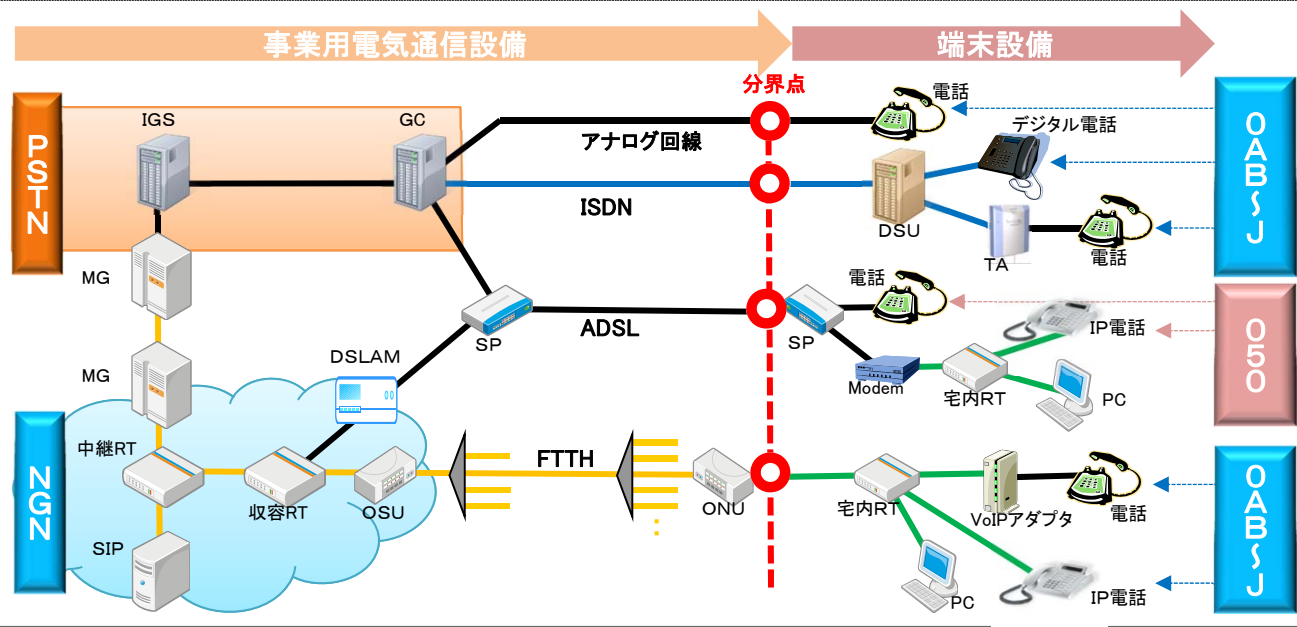 事業用電気通信設備
端末設備
分界点
PSTN
IGS
GC
アナログ回線
電話
デジタル電話
0AB~J
ISDN
DSU
TA
電話
MG
電話
SP
ADSL
SP
IP電話
050
MG
DSLAM
Modem
宅内RT
PC
NGN
中継RT
収容RT
OSU
FTTH
ONU
宅内RT
VoIPアダプタ
電話
0AB~J
SIP
PC
IP電話